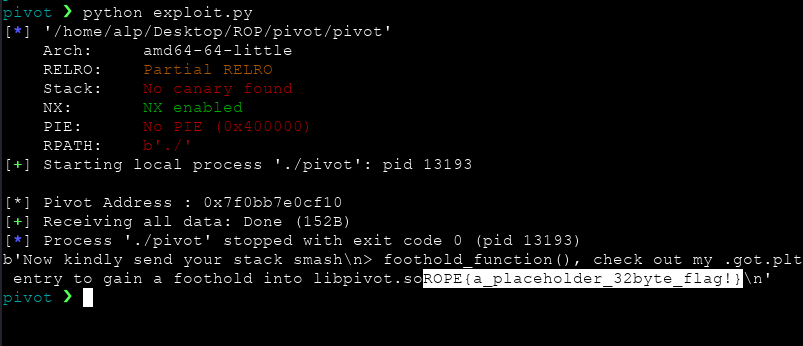 pivot ❯ python exploit.py
[*] '/home/alp/Desktop/ROP/pivot/pivot'
    Arch:     amd64-64-little
    RELRO:    Partial RELRO
    Stack:    No canary found
    NX:       NX enabled
    PIE:      No PIE (0x400000)
    RPATH:    b'./'
[+] Starting local process './pivot': pid 13193

[*] Pivot Address : 0x7f0bb7e0cf10
[+] Receiving all data: Done (152B)
[*] Process './pivot' stopped with exit code 0 (pid 13193)
b'Now kindly send your stack smash\n> foothold_function(), check out my .got.plt
 entry to gain a foothold into libpivot.soROPE{a_placeholder_32byte_flag!}\n'
pivot ❯